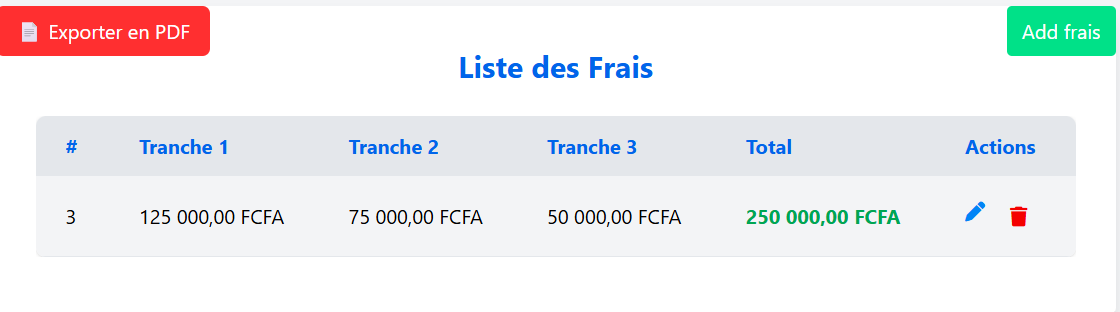 Exporter en PDF
Add frais
Liste des Frais
# Tranche 1 Tranche 2 Tranche 3 Total Actions
3 125 000,00 FCFA 75 000,00 FCFA 50 000,00 FCFA 250 000,00 FCFA